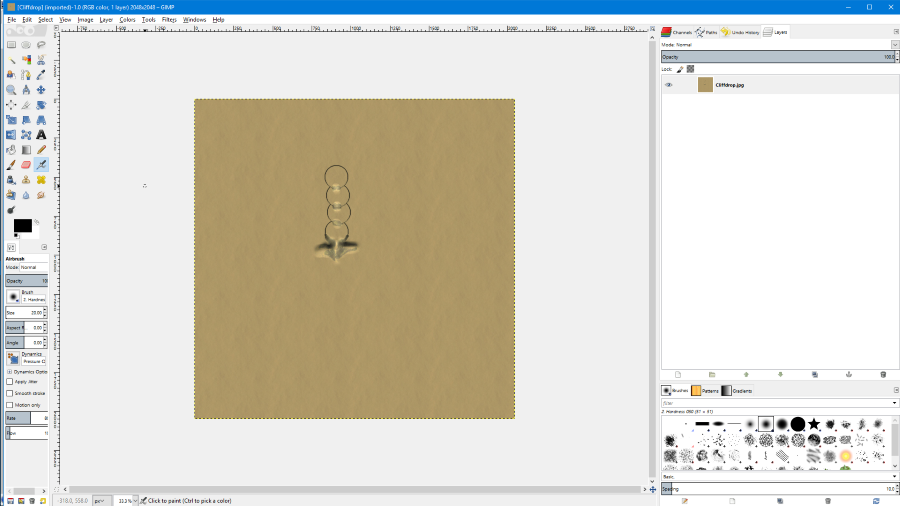 [Cliffdrop] (imported)-1.0 (RGB color, 1 layer) 2048x2048 – GIMP
File Edit Select View Image Layer Colors Tools Filters Windows Help
Channels Paths Undo History Layers
Mode: Normal
Opacity 100.0
Lock:
Cliffdrop.jpg
Airbrush
Mode: Normal
Opacity 10
Brush
2. Hardness
Size 20.00
Aspect R 0.00
Angle 0.00
Dynamics
Pressure O
Dynamics Optio
Apply Jitter
Smooth stroke
Motion only
Rate
Flow
Brushes Patterns Gradients
filter
2. Hardness 050 (51 × 51)
Basic
Spacing 10.0
-318.0, 558.0 px 33.3 % Click to paint (Ctrl to pick a color)